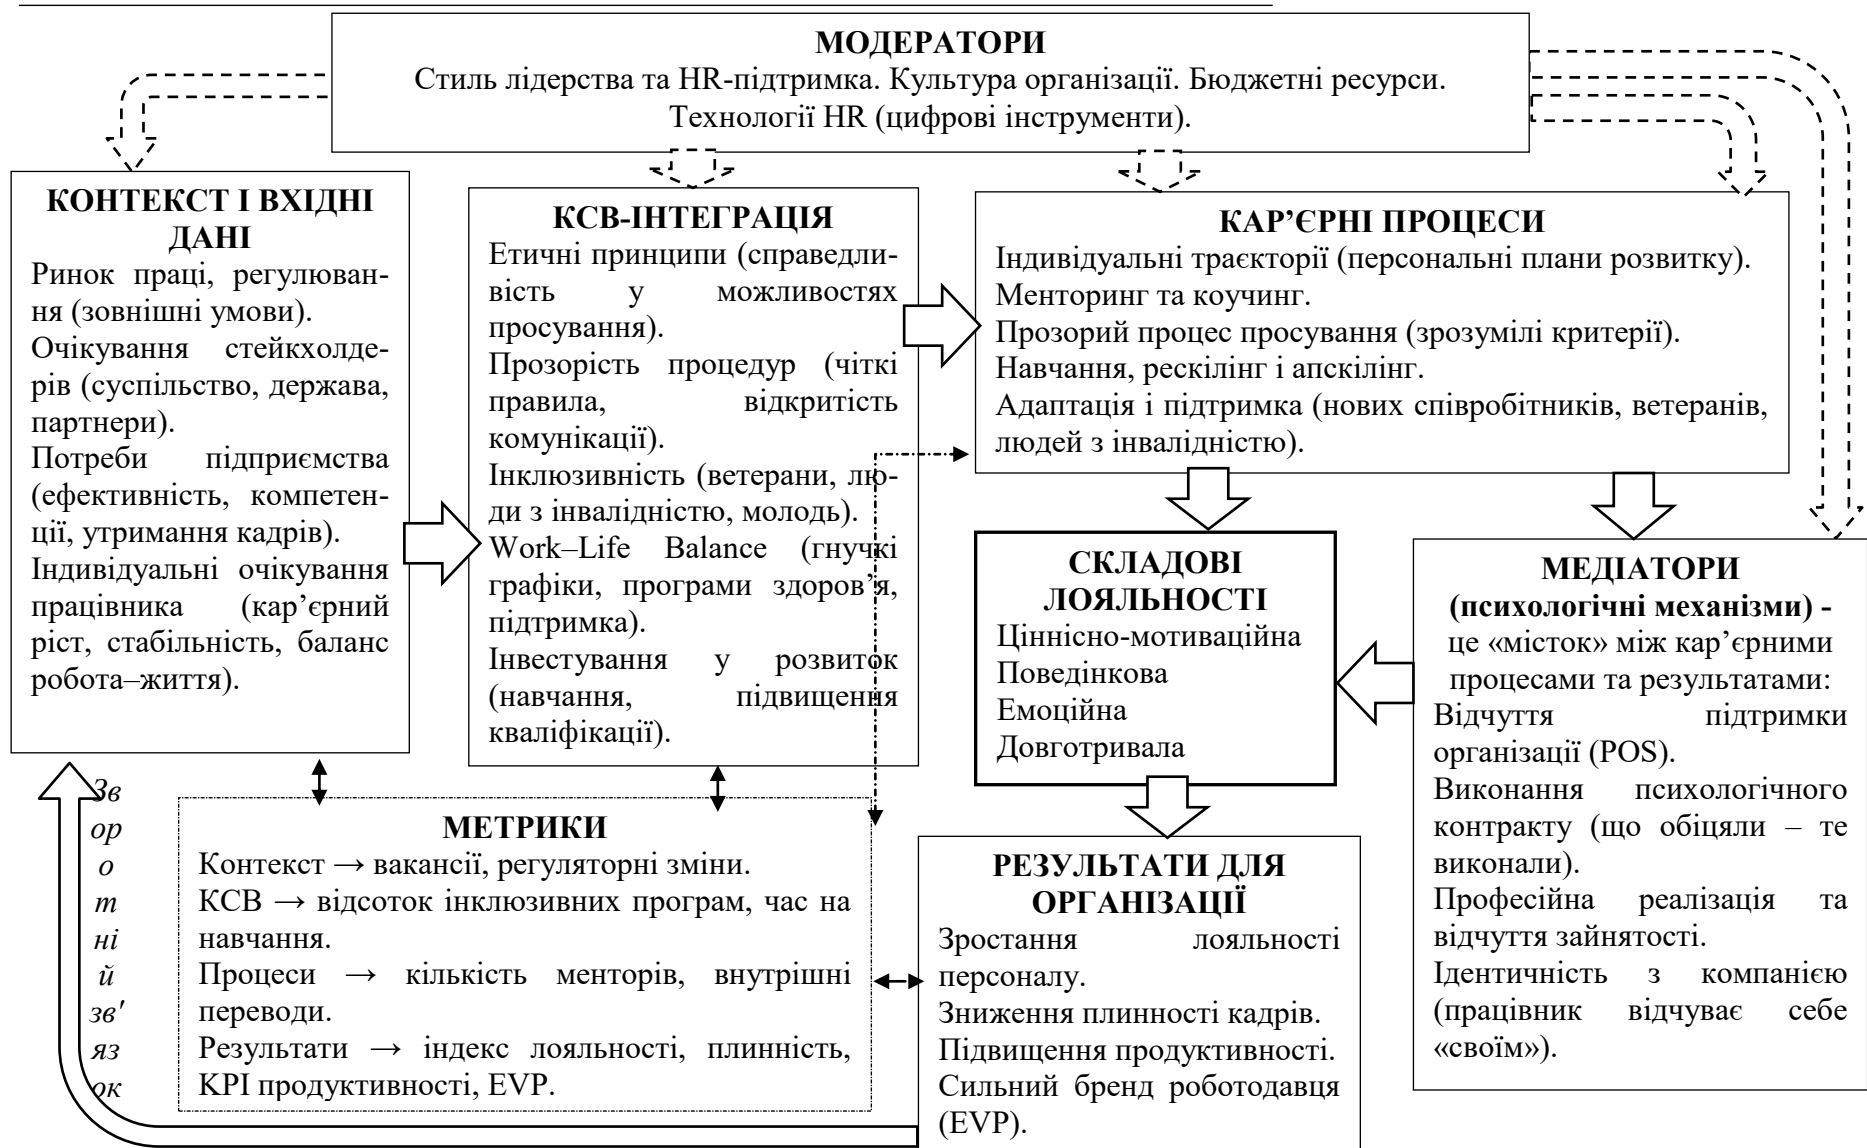 МОДЕРАТОРИ
Стиль лідерства та HR-підтримка. Культура організації. Бюджетні ресурси.
Технології HR (цифрові інструменти).
КОНТЕКСТ І ВХІДНІ
ДАНІ
Ринок праці, регулюван-
ня (зовнішні умови).
Очікування стейкхолде-
рів (суспільство, держава,
партнери).
Потреби підприємства
(ефективність, компетен-
ції, утримання кадрів).
Індивідуальні очікування
працівника (кар’єрний
ріст, стабільність, баланс
робота–життя).
КСВ-ІНТЕГРАЦІЯ
Етичні принципи (справедли-
вість у можливостях
просування).
Прозорість процедур (чіткі
правила, відкритість
комунікації).
Інклюзивність (ветерани, лю-
ди з інвалідністю, молодь).
Work–Life Balance (гнучкі
графіки, програми здоров’я,
підтримка).
Інвестування у розвиток
(навчання, підвищення
кваліфікації).
КАР’ЄРНІ ПРОЦЕСИ
Індивідуальні траєкторії (персональні плани розвитку).
Менторинг та коучинг.
Прозорий процес просування (зрозумілі критерії).
Навчання, рескілінг і апскілінг.
Адаптація і підтримка (нових співробітників, ветеранів,
людей з інвалідністю).
СКЛАДОВІ
ЛОЯЛЬНОСТІ
Ціннісно-мотиваційна
Поведінкова
Емоційна
Довготривала
МЕДІАТОРИ
(психологічні механізми) -
це «місток» між кар’єрними
процесами та результатами:
Відчуття підтримки
організації (POS).
Виконання психологічного
контракту (що обіцяли – те
виконали).
Професійна реалізація та
відчуття зайнятості.
Ідентичність з компанією
(працівник відчуває себе
«своїм»).
Зв
ор
о
т
ні
й
зв'
яз
ок
МЕТРИКИ
Контекст → вакансії, регуляторні зміни.
КСВ → відсоток інклюзивних програм, час на
навчання.
Процеси → кількість менторів, внутрішні
переводи.
Результати → індекс лояльності, плинність,
KPI продуктивності, EVP.
РЕЗУЛЬТАТИ ДЛЯ
ОРГАНІЗАЦІЇ
Зростання лояльності
персоналу.
Зниження плинності кадрів.
Підвищення продуктивності.
Сильний бренд роботодавця
(EVP).